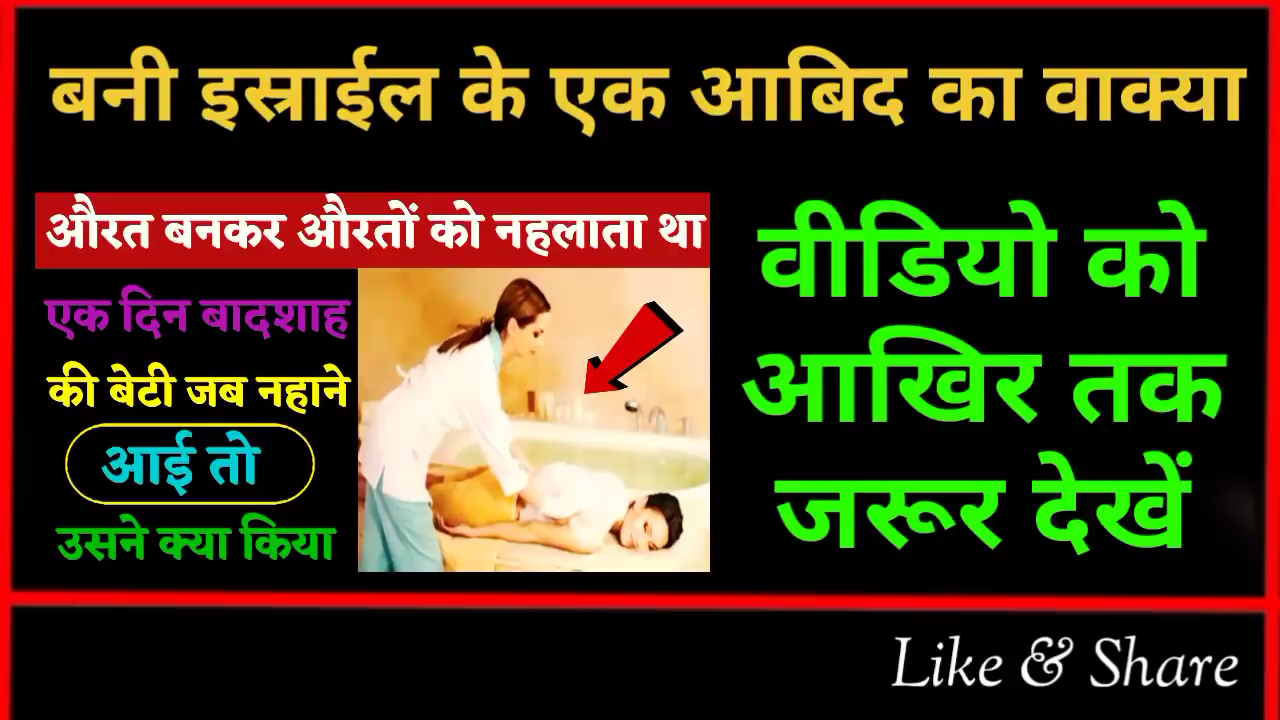 बनी इस्राईल के एक आबिद का वाक्या
औरत बनकर औरतों को नहलाता था
एक दिन बादशाह
की बेटी जब नहाने
आई तो
उसने क्या किया
वीडियो को
आखिर तक
जरूर देखें
Like & Share